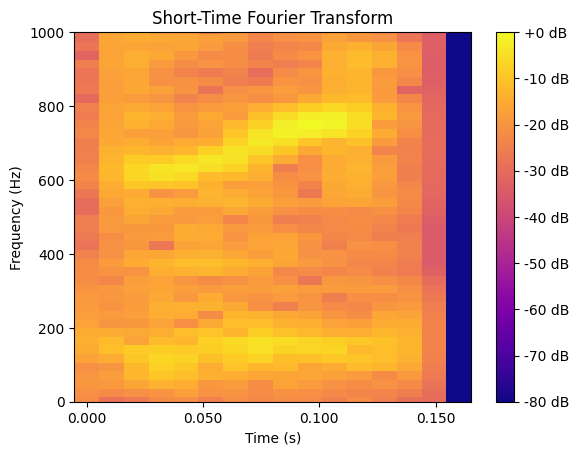 Short-Time Fourier Transform
1000
800
600
400
200
0
Frequency (Hz)
0.000
0.050
0.100
0.150
Time (s)
+0 dB
-10 dB
-20 dB
-30 dB
-40 dB
-50 dB
-60 dB
-70 dB
-80 dB